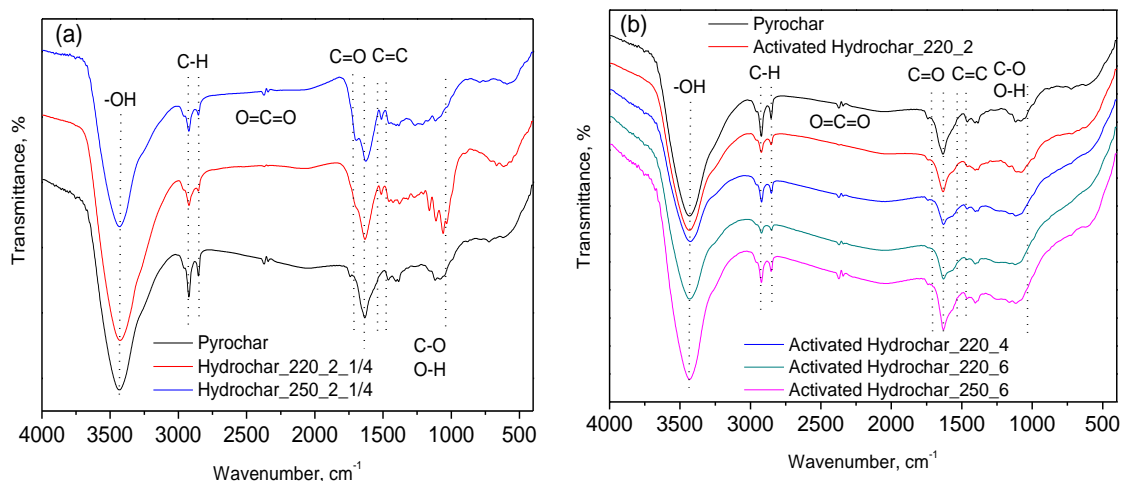 (a)
-OH
C-H
C=O
C=C
O=C=O
Pyrochar
Hydrochar_220_2_1/4
Hydrochar_250_2_1/4
C-O
O-H
Transmittance, %
4000 3500 3000 2500 2000 1500 1000 500
Wavenumber, cm⁻¹
(b)
Pyrochar
Activated Hydrochar_220_2
-OH
C-H
O=C=O
C=O
C=C
C-O
O-H
Activated Hydrochar_220_4
Activated Hydrochar_220_6
Activated Hydrochar_250_6
Transmittance, %
4000 3500 3000 2500 2000 1500 1000 500
Wavenumber, cm⁻¹